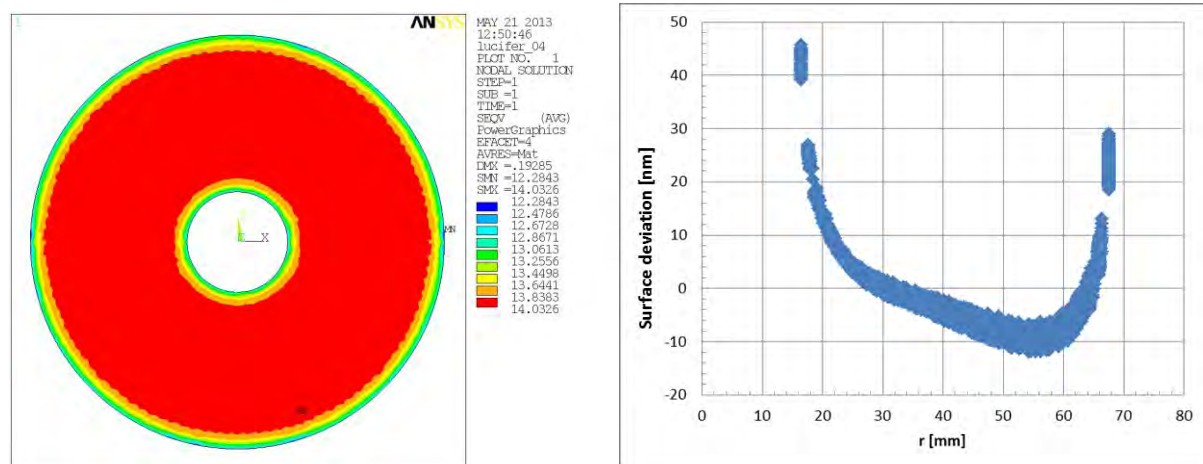 1
ANSYS
MAY 21 2013
12:50:46
lucifer_04
PLOT NO. 1
NODAL SOLUTION
STEP=1
SUB =1
TIME=1
SEQV (AVG)
PowerGraphics
EFACET=4
AVRES=Mat
DMX =.19285
SMN =12.2843
SMX =14.0326
12.2843
12.4786
12.6728
12.8671
13.0613
13.2556
13.4498
13.6441
13.8383
14.0326
X
MN
Surface deviation [nm]
50
40
30
20
10
0
-10
-20
0 10 20 30 40 50 60 70 80
r [mm]